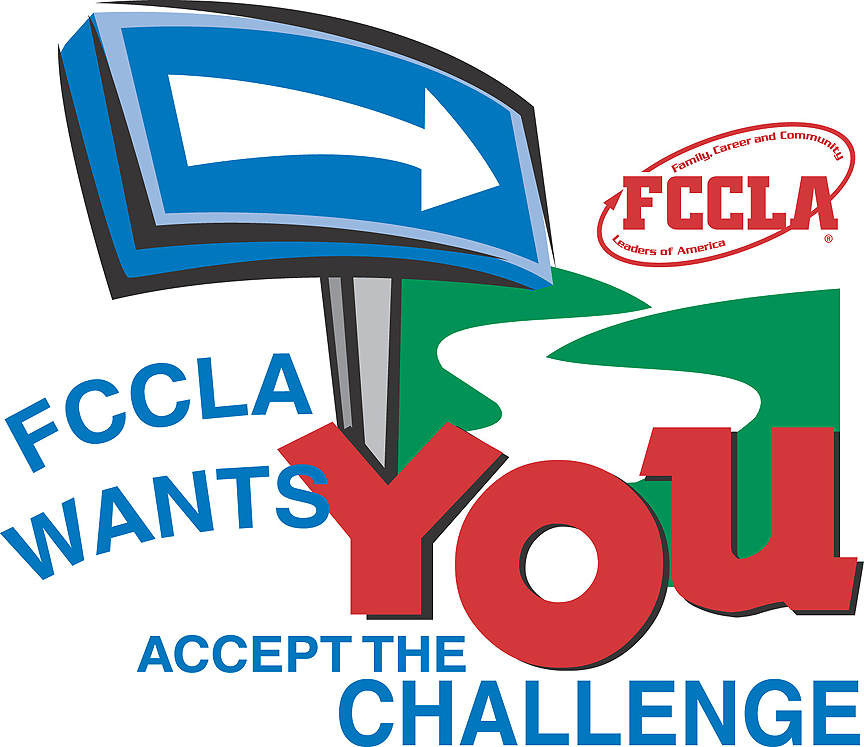 Family, Career and Community
FCCLA
®
Leaders of America
FCCLA
WANTS
YOU
ACCEPT THE
CHALLENGE